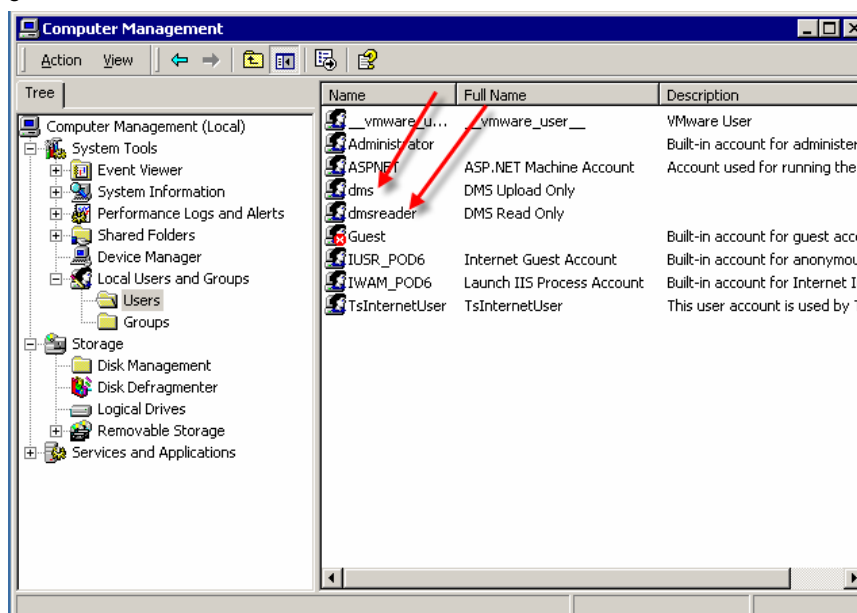 Computer Management
Action View
Tree
Name Full Name Description
Computer Management (Local)
System Tools
Event Viewer
System Information
Performance Logs and Alerts
Shared Folders
Device Manager
Local Users and Groups
Users
Groups
Storage
Disk Management
Disk Defragmenter
Logical Drives
Removable Storage
Services and Applications
__vmware_u... __vmware_user__ VMware User
Administrator Built-in account for administer
ASPNET ASP.NET Machine Account Account used for running the
dms DMS Upload Only
dmsreader DMS Read Only
Guest Built-in account for guest acc
IUSR_POD6 Internet Guest Account Built-in account for anonymou
IWAM_POD6 Launch IIS Process Account Built-in account for Internet I
TsInternetUser TsInternetUser This user account is used by T